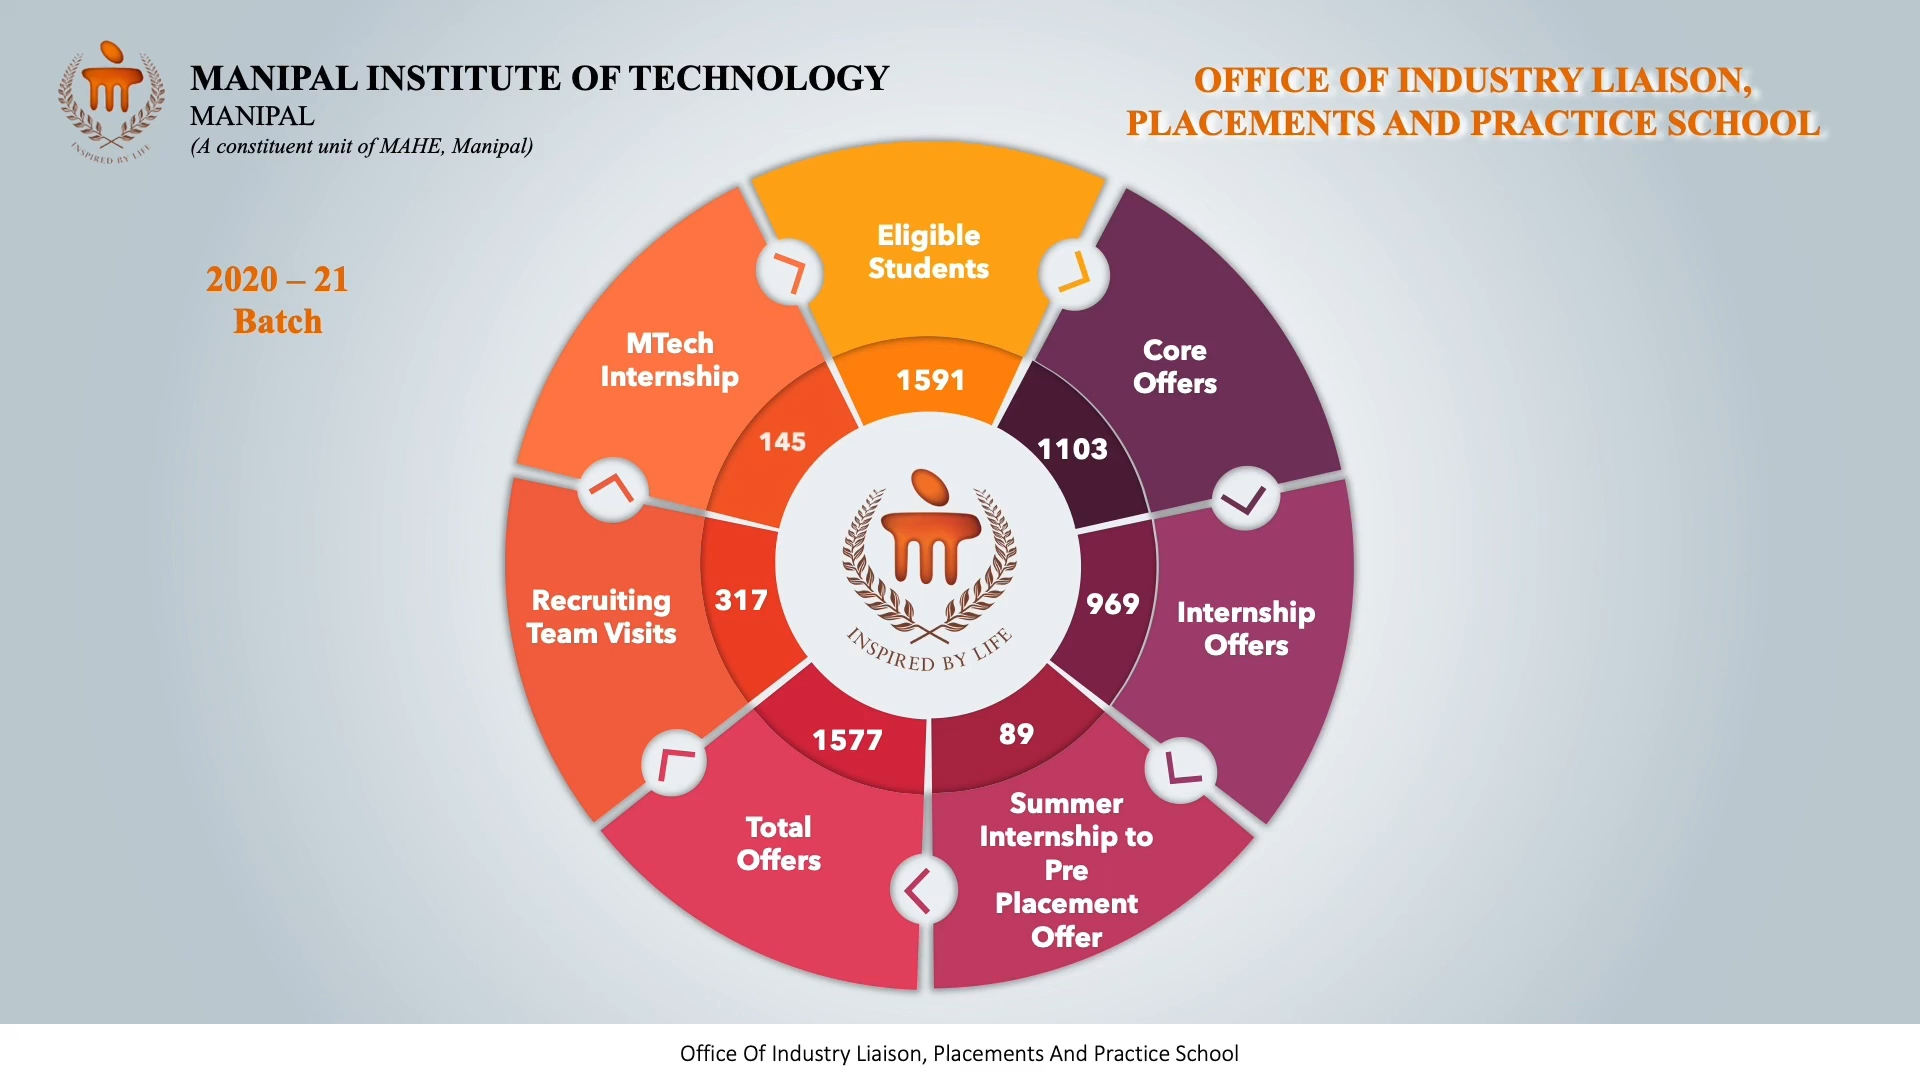 MANIPAL INSTITUTE OF TECHNOLOGY
MANIPAL
(A constituent unit of MAHE, Manipal)
INSPIRED BY LIFE
OFFICE OF INDUSTRY LIAISON,
PLACEMENTS AND PRACTICE SCHOOL
2020 – 21
Batch
Eligible
Students
1591
Core
Offers
1103
Internship
Offers
969
Summer
Internship to
Pre
Placement
Offer
89
Total
Offers
1577
Recruiting
Team Visits
317
MTech
Internship
145
INSPIRED BY LIFE
Office Of Industry Liaison, Placements And Practice School